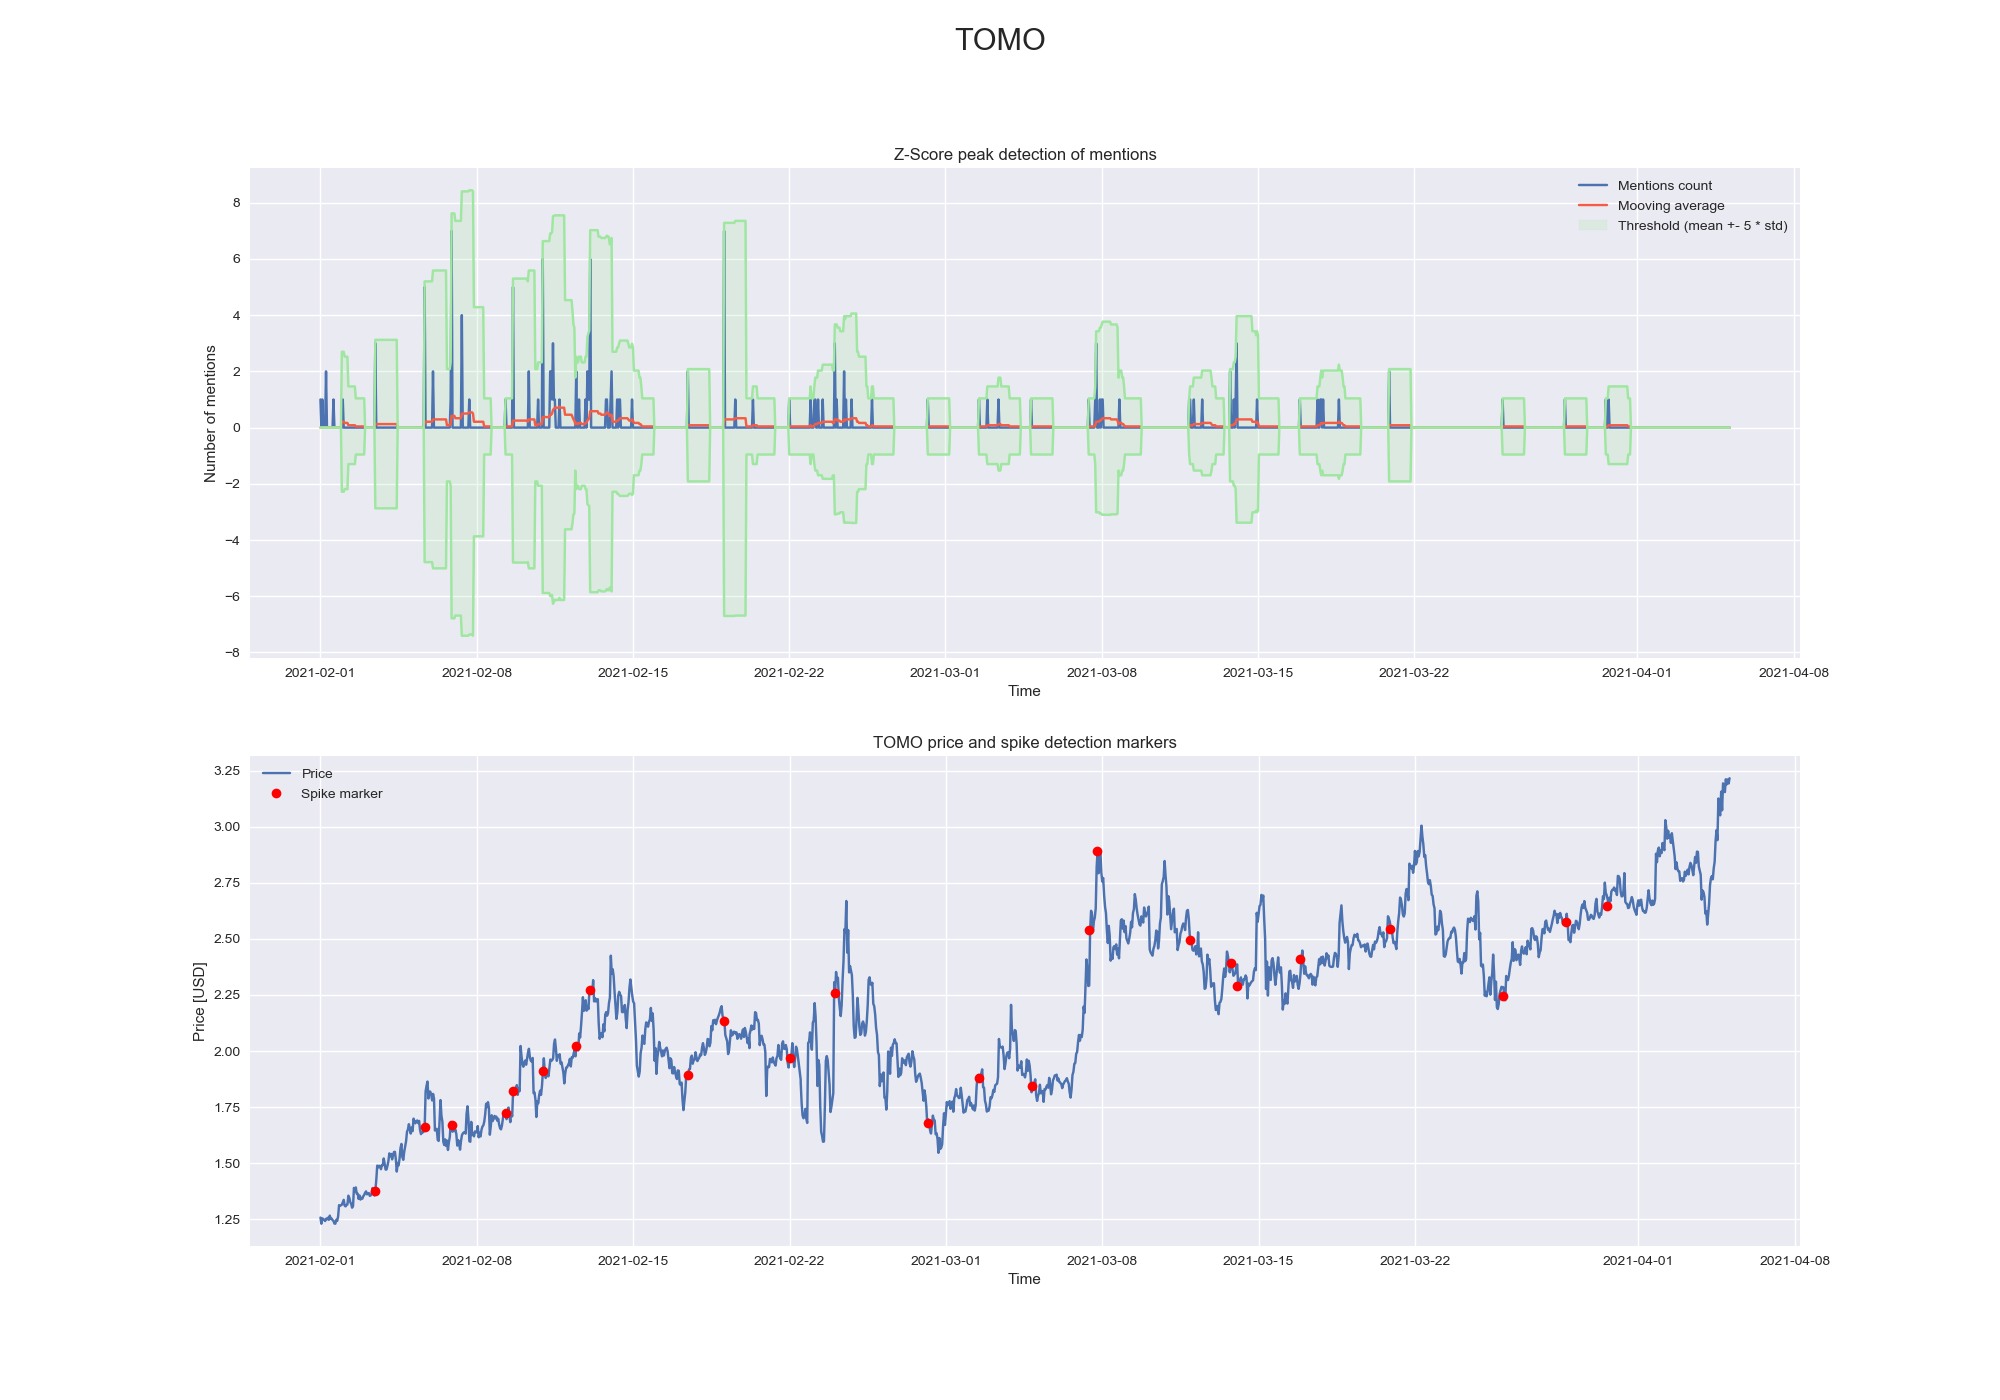 TOMO
Z-Score peak detection of mentions
Mentions count
Mooving average
Threshold (mean +- 5 * std)
Number of mentions
8
6
4
2
0
−2
−4
−6
−8
2021-02-01 2021-02-08 2021-02-15 2021-02-22 2021-03-01 2021-03-08 2021-03-15 2021-03-22 2021-04-01 2021-04-08
Time
TOMO price and spike detection markers
Price
Spike marker
Price [USD]
3.25
3.00
2.75
2.50
2.25
2.00
1.75
1.50
1.25
2021-02-01 2021-02-08 2021-02-15 2021-02-22 2021-03-01 2021-03-08 2021-03-15 2021-03-22 2021-04-01 2021-04-08
Time